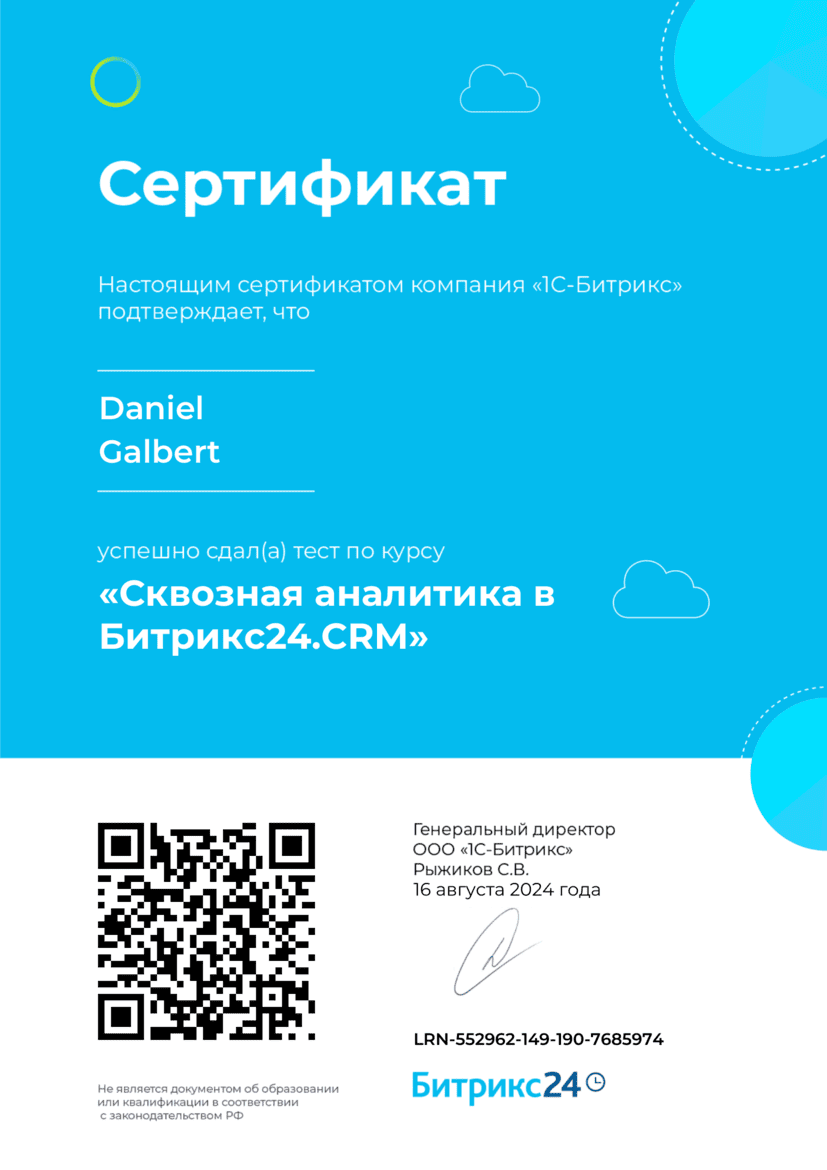 Сертификат
Настоящим сертификатом компания «1С-Битрикс»
подтверждает, что
Daniel
Galbert
успешно сдал(а) тест по курсу
«Сквозная аналитика в
Битрикс24.CRM»
Генеральный директор
ООО «1С-Битрикс»
Рыжиков С.В.
16 августа 2024 года
LRN-552962-149-190-7685974
Не является документом об образовании
или квалификации в соответствии
с законодательством РФ
Битрикс24